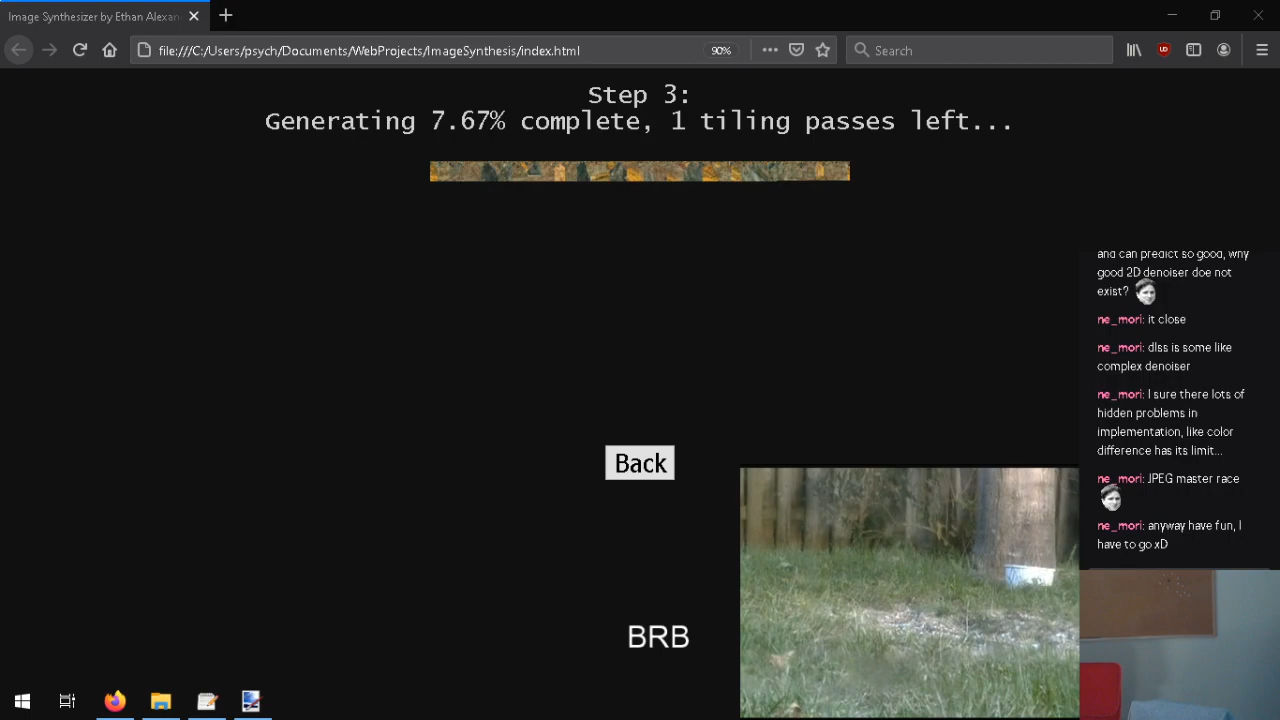 Image Synthesizer by Ethan Alexan
file:///C:/Users/psych/Documents/WebProjects/ImageSynthesis/index.html
90%
Search
Step 3:
Generating 7.67% complete, 1 tiling passes left...
and can predict so good, why
good 2D denoiser doe not
exist?
ne_mori: it close
ne_mori: dlss is some like
complex denoiser
ne_mori: I sure there lots of
hidden problems in
implementation, like color
difference has its limit...
ne_mori: JPEG master race
ne_mori: anyway have fun, I
have to go xD
Back
BRB